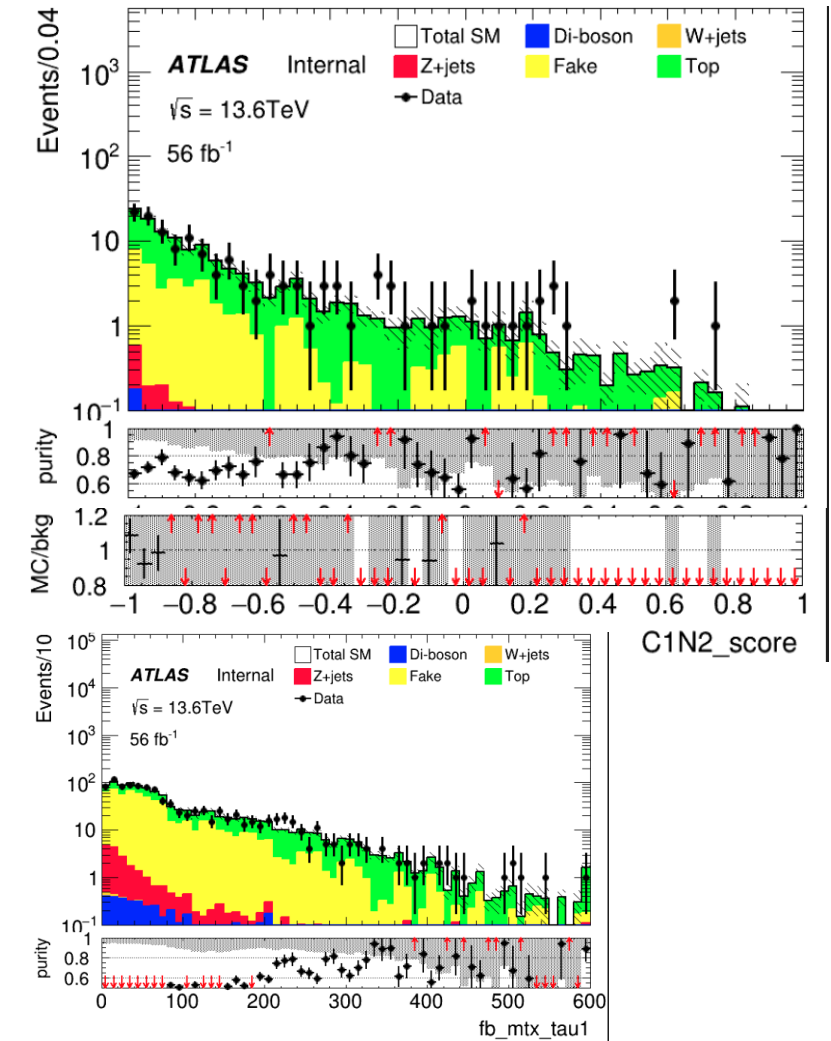 Events/0.04
10³
10²
10
1
10⁻¹
ATLAS Internal
√s = 13.6TeV
56 fb⁻¹
Total SM Di-boson W+jets
Z+jets Fake Top
Data
purity
1
0.8
0.6
MC/bkg
1.2
1.0
0.8
−1 −0.8 −0.6 −0.4 −0.2 0 0.2 0.4 0.6 0.8 1
C1N2_score
Events/10
10⁵
10⁴
10³
10²
10
1
10⁻¹
ATLAS Internal
√s = 13.6TeV
56 fb⁻¹
Total SM Di-boson W+jets
Z+jets Fake Top
Data
purity
1
0.8
0.6
0 100 200 300 400 500 600
fb_mtx_tau1